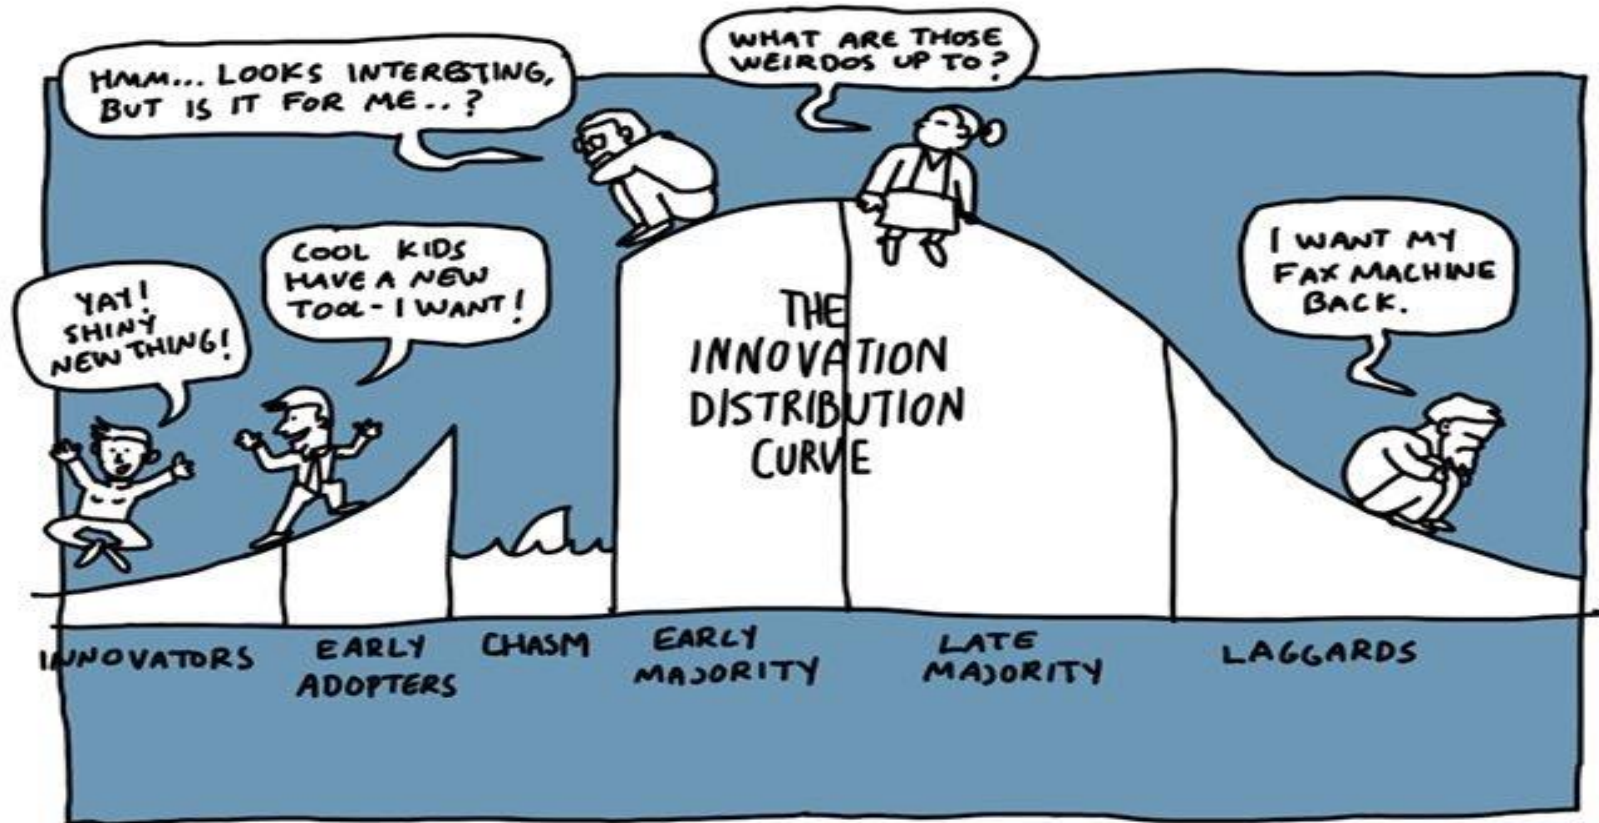 HMM... LOOKS INTERESTING,
BUT IS IT FOR ME..?
WHAT ARE THOSE
WEIRDOS UP TO?
YAY!
SHINY
NEW THING!
COOL KIDS
HAVE A NEW
TOOL - I WANT!
I WANT MY
FAX MACHINE
BACK.
THE
INNOVATION
DISTRIBUTION
CURVE
INNOVATORS
EARLY
ADOPTERS
CHASM
EARLY
MAJORITY
LATE
MAJORITY
LAGGARDS